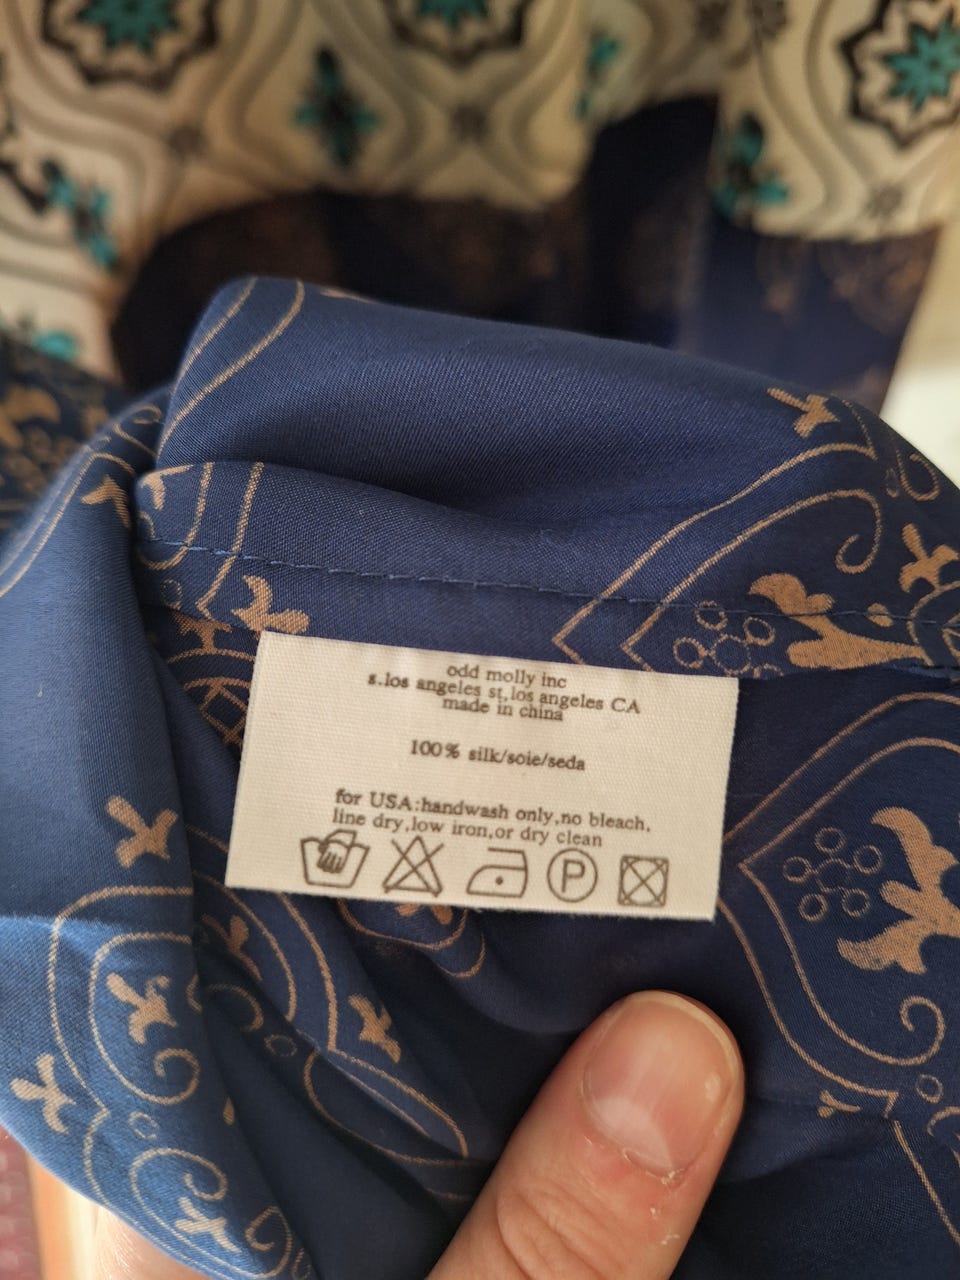 odd molly inc
s.los angeles st,los angeles CA
made in china
100% silk/soie/seda
for USA:handwash only,no bleach,
line dry,low iron,or dry clean
P